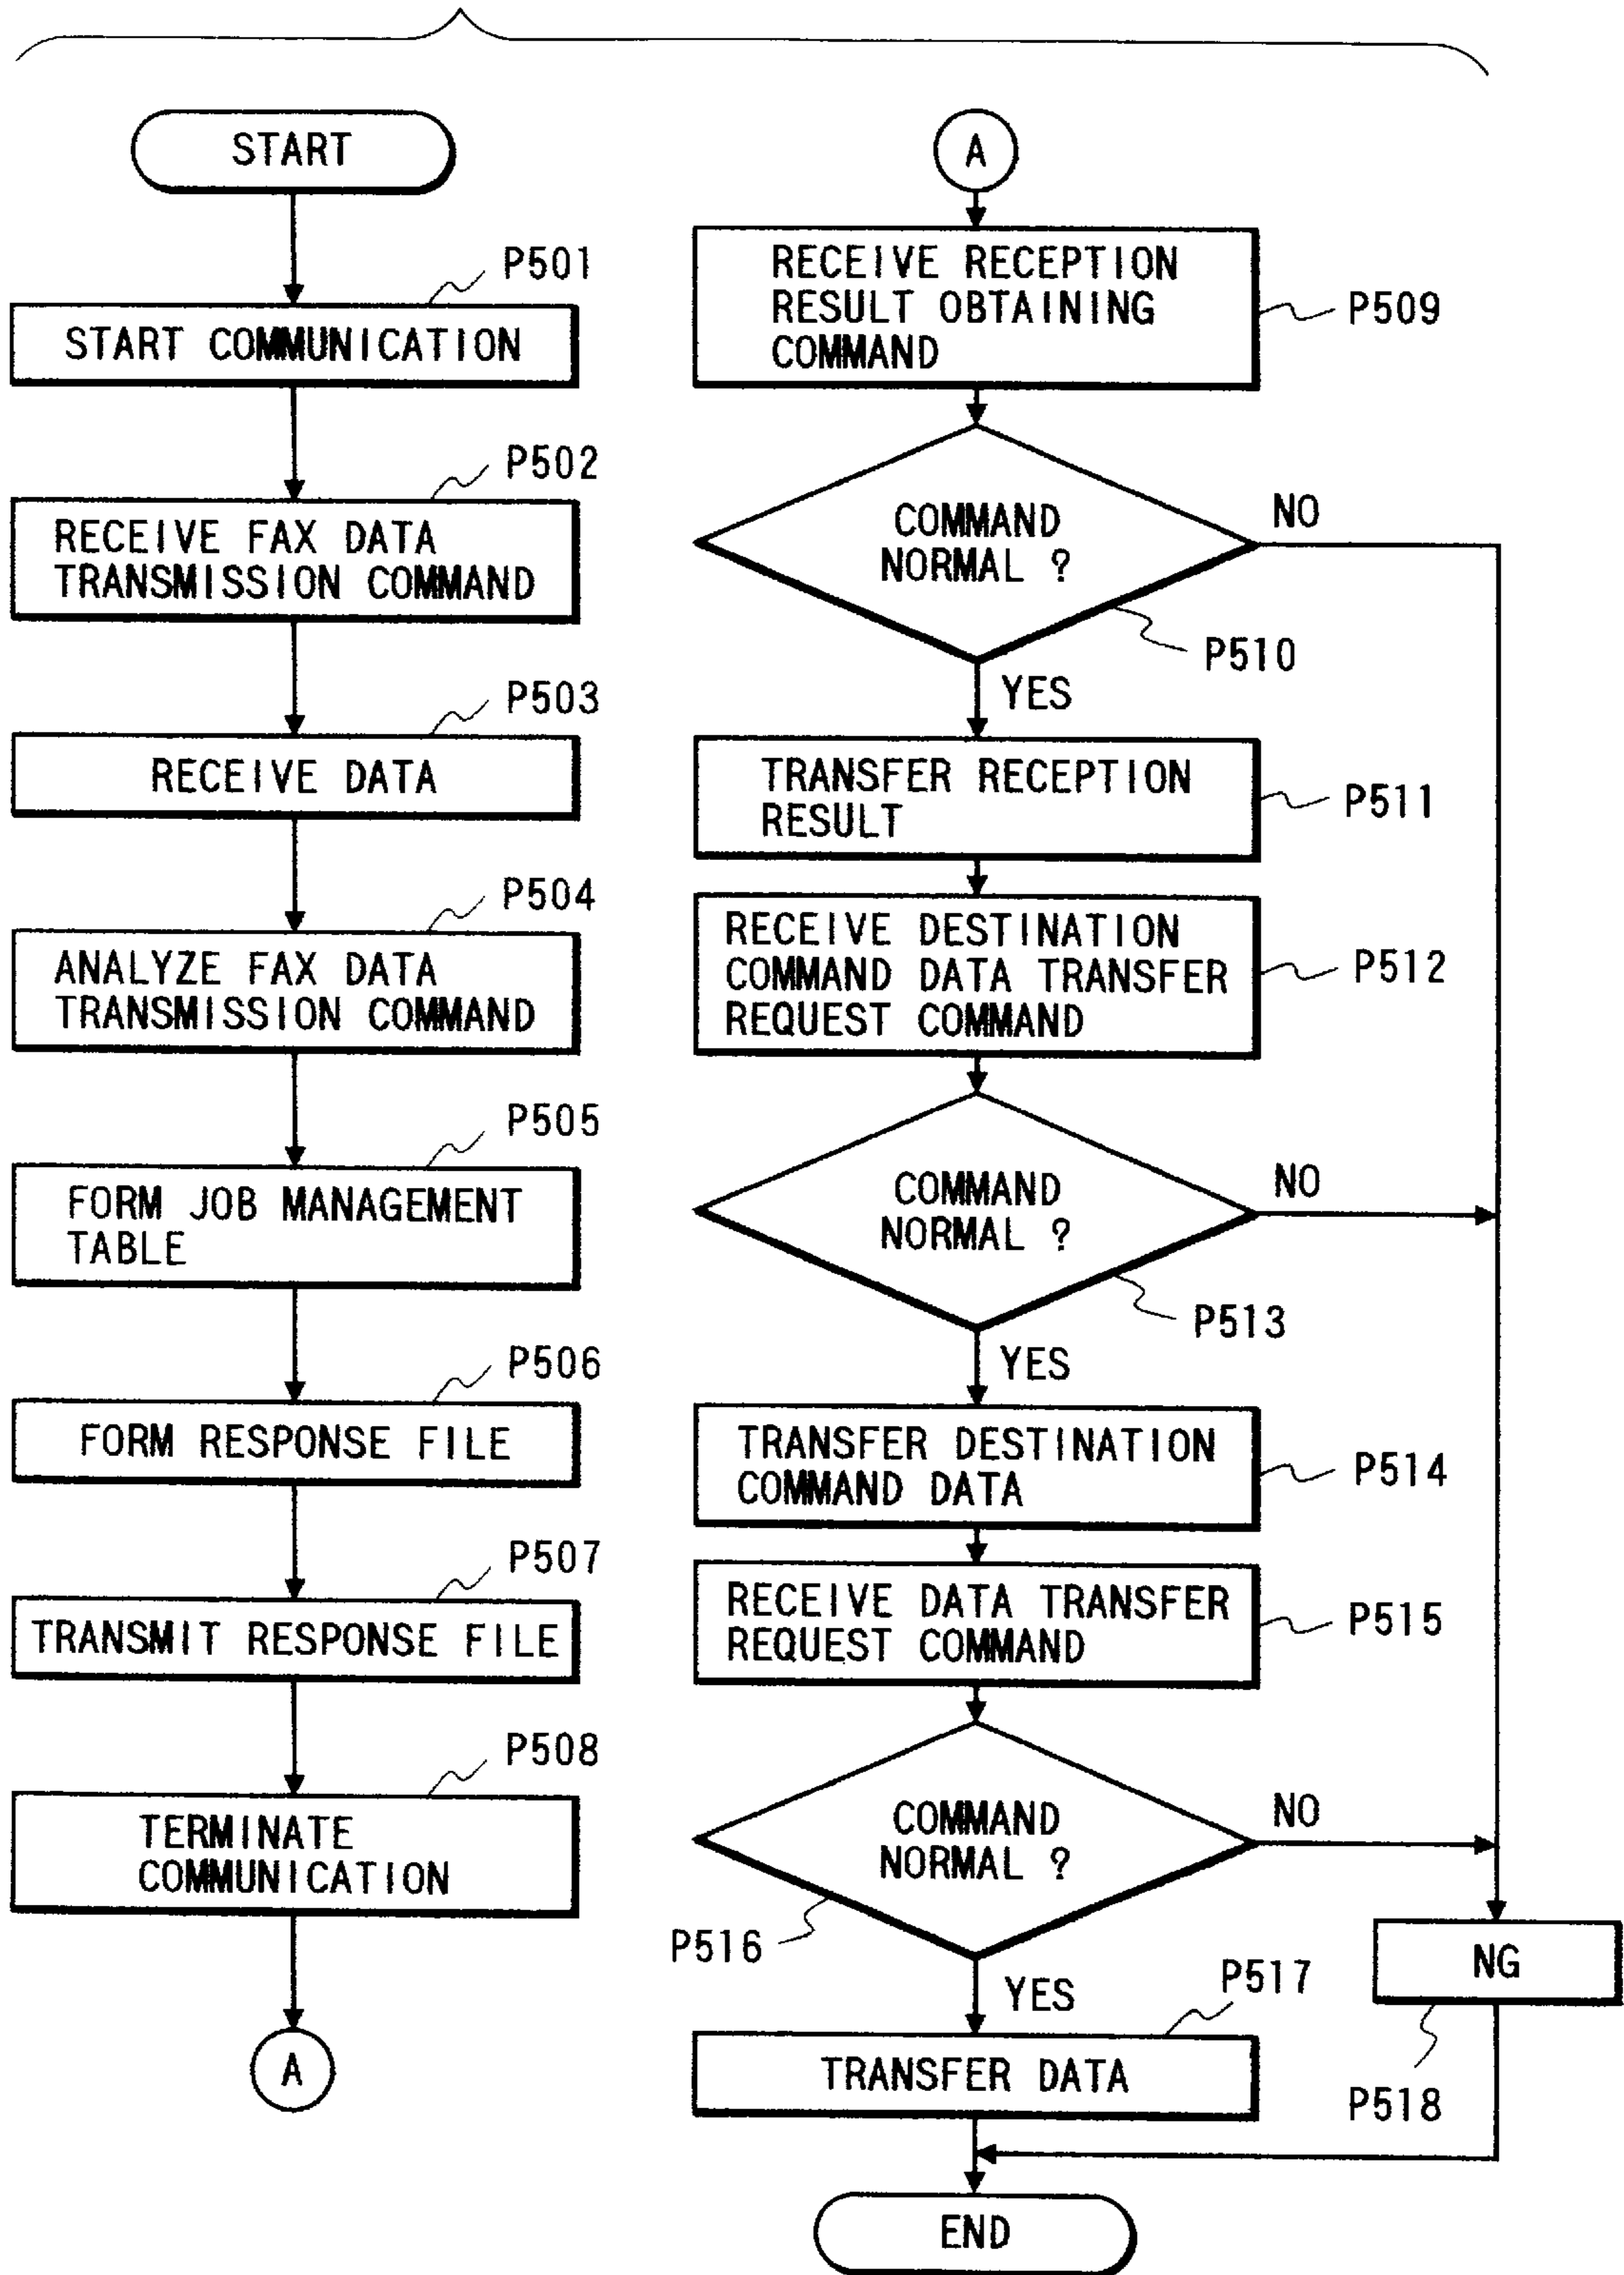 START
P501
START COMMUNICATION
P502
RECEIVE FAX DATA
TRANSMISSION COMMAND
P503
RECEIVE DATA
P504
ANALYZE FAX DATA
TRANSMISSION COMMAND
P505
FORM JOB MANAGEMENT
TABLE
P506
FORM RESPONSE FILE
P507
TRANSMIT RESPONSE FILE
P508
TERMINATE
COMMUNICATION
A
A
RECEIVE RECEPTION
RESULT OBTAINING
COMMAND
P509
COMMAND
NORMAL ?
NO
P510
YES
TRANSFER RECEPTION
RESULT
P511
RECEIVE DESTINATION
COMMAND DATA TRANSFER
REQUEST COMMAND
P512
COMMAND
NORMAL ?
NO
P513
YES
TRANSFER DESTINATION
COMMAND DATA
P514
RECEIVE DATA TRANSFER
REQUEST COMMAND
P515
COMMAND
NORMAL ?
NO
P516
YES
P517
TRANSFER DATA
NG
P518
END